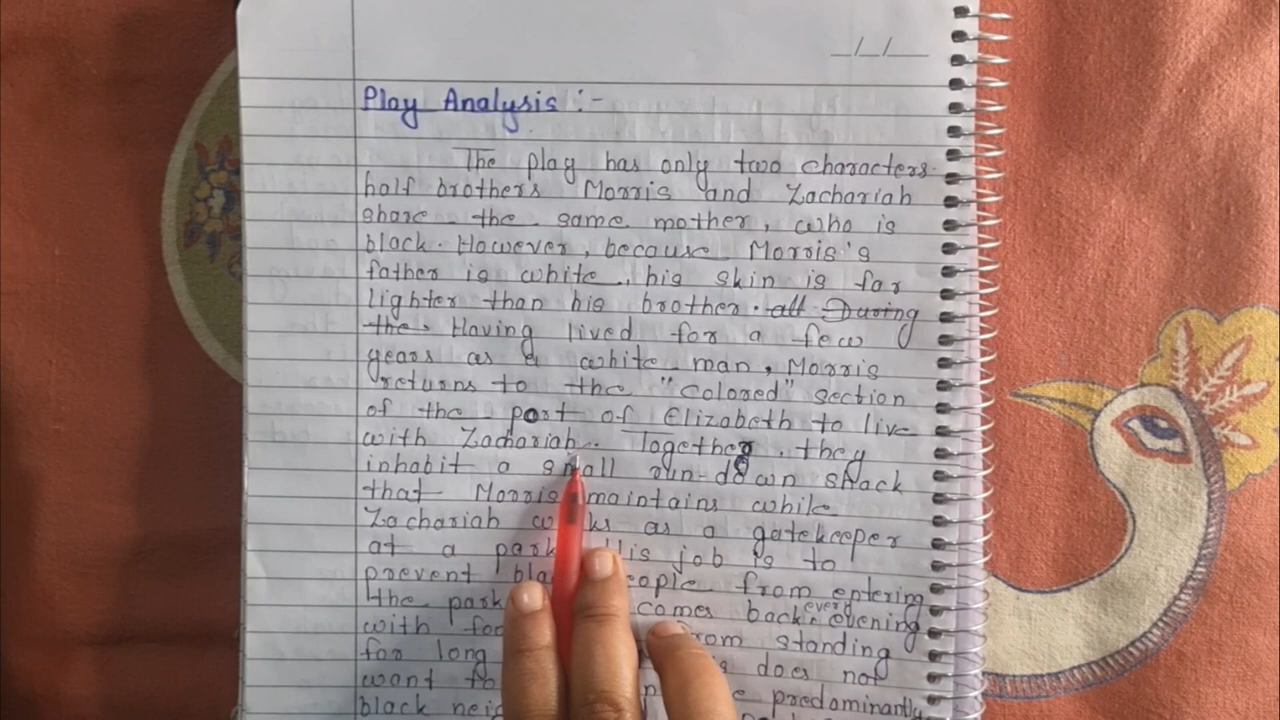 _/_/_
Play Analysis :-
The play has only two characters.
half brothers Morris and Zachariah
share the same mother, who is
black. However, because Morris's
father is white, his skin is far
lighter than his brother. all During
the. Having lived for a few
years as a white man, Morris
returns to the "colored" section
of the port of Elizabeth to live
with Zachariah. Together, they
inhabit a small run-down shack
that Morris maintains while
Zachariah as a gatekeeper
at a park His job is to
prevent people from entering
the park comes back every evening
with from standing
for long does not
want predominantly
black